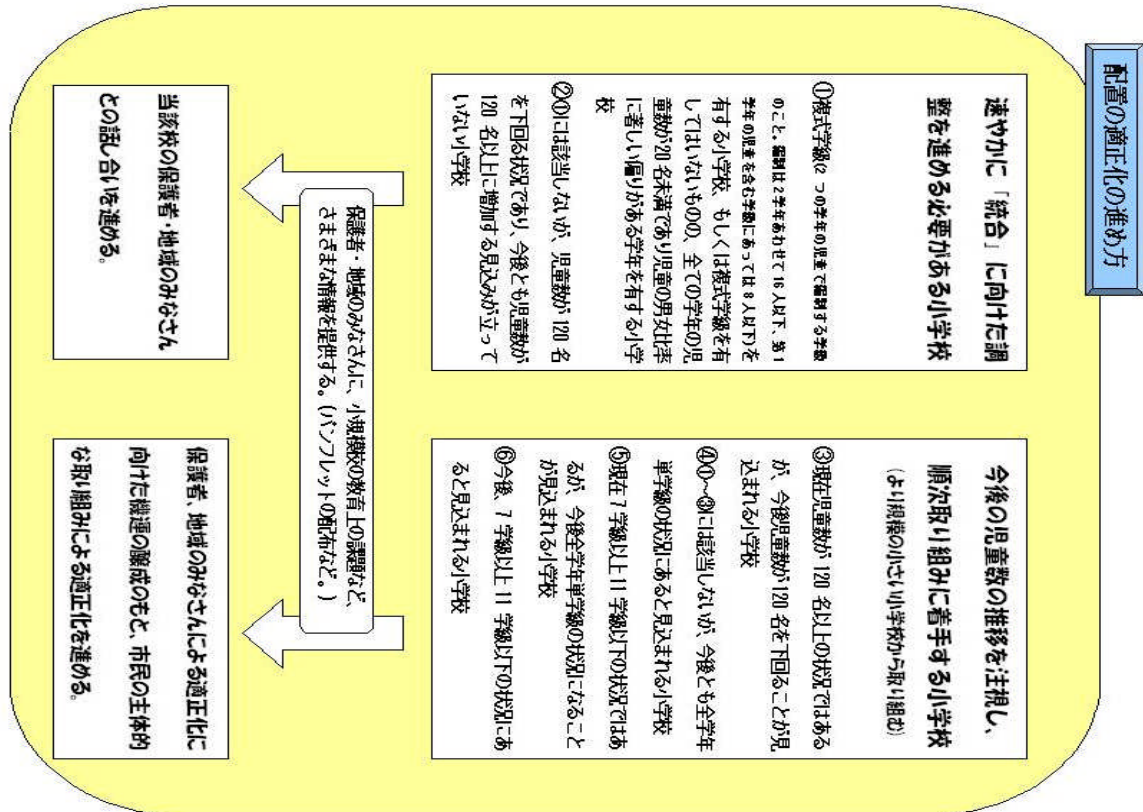 配置の適正化の進め方
速やかに「統合」に向けた調
整を進める必要がある小学校
①複式学級(2 つの学年の児童で編制する学級
のこと。編制は2学年あわせて 16 人以下、第1
学年の児童を含む学級にあっては 8 人以下)を
有する小学校、もしくは複式学級を有
してはいないものの、全ての学年の児
童数が20 名未満であり児童の男女比率
に著しい偏りがある学年を有する小学
校
②①には該当しないが、児童数が 120 名
を下回る状況であり、今後とも児童数が
120 名以上に増加する見込みが立って
いない小学校
今後の児童数の推移を注視し、
順次取り組みに着手する小学校
(より規模の小さい小学校から取り組む)
③現在児童数が 120 名以上の状況ではある
が、今後児童数が 120 名を下回ることが見
込まれる小学校
④①~③には該当しないが、今後とも全学年
単学級の状況にあると見込まれる小学校
⑤現在 7 学級以上 11 学級以下の状況ではあ
るが、今後全学年単学級の状況になること
が見込まれる小学校
⑥今後、7 学級以上 11 学級以下の状況にあ
ると見込まれる小学校
保護者・地域のみなさんに、小規模校の教育上の課題など、
さまざまな情報を提供する。(パンフレットの配布など。)
当該校の保護者・地域のみなさん
との話し合いを進める。
保護者、地域のみなさんによる適正化に
向けた機運の醸成のもと、市民の主体的
な取り組みによる適正化を進める。